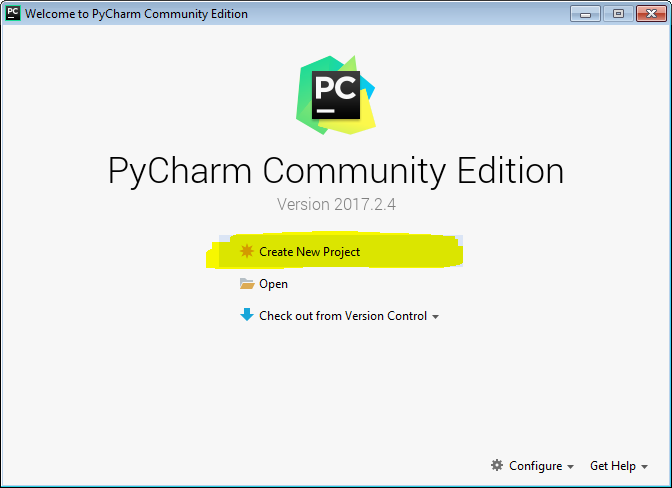 PC Welcome to PyCharm Community Edition
PC
PyCharm Community Edition
Version 2017.2.4
Create New Project
Open
Check out from Version Control
Configure Get Help